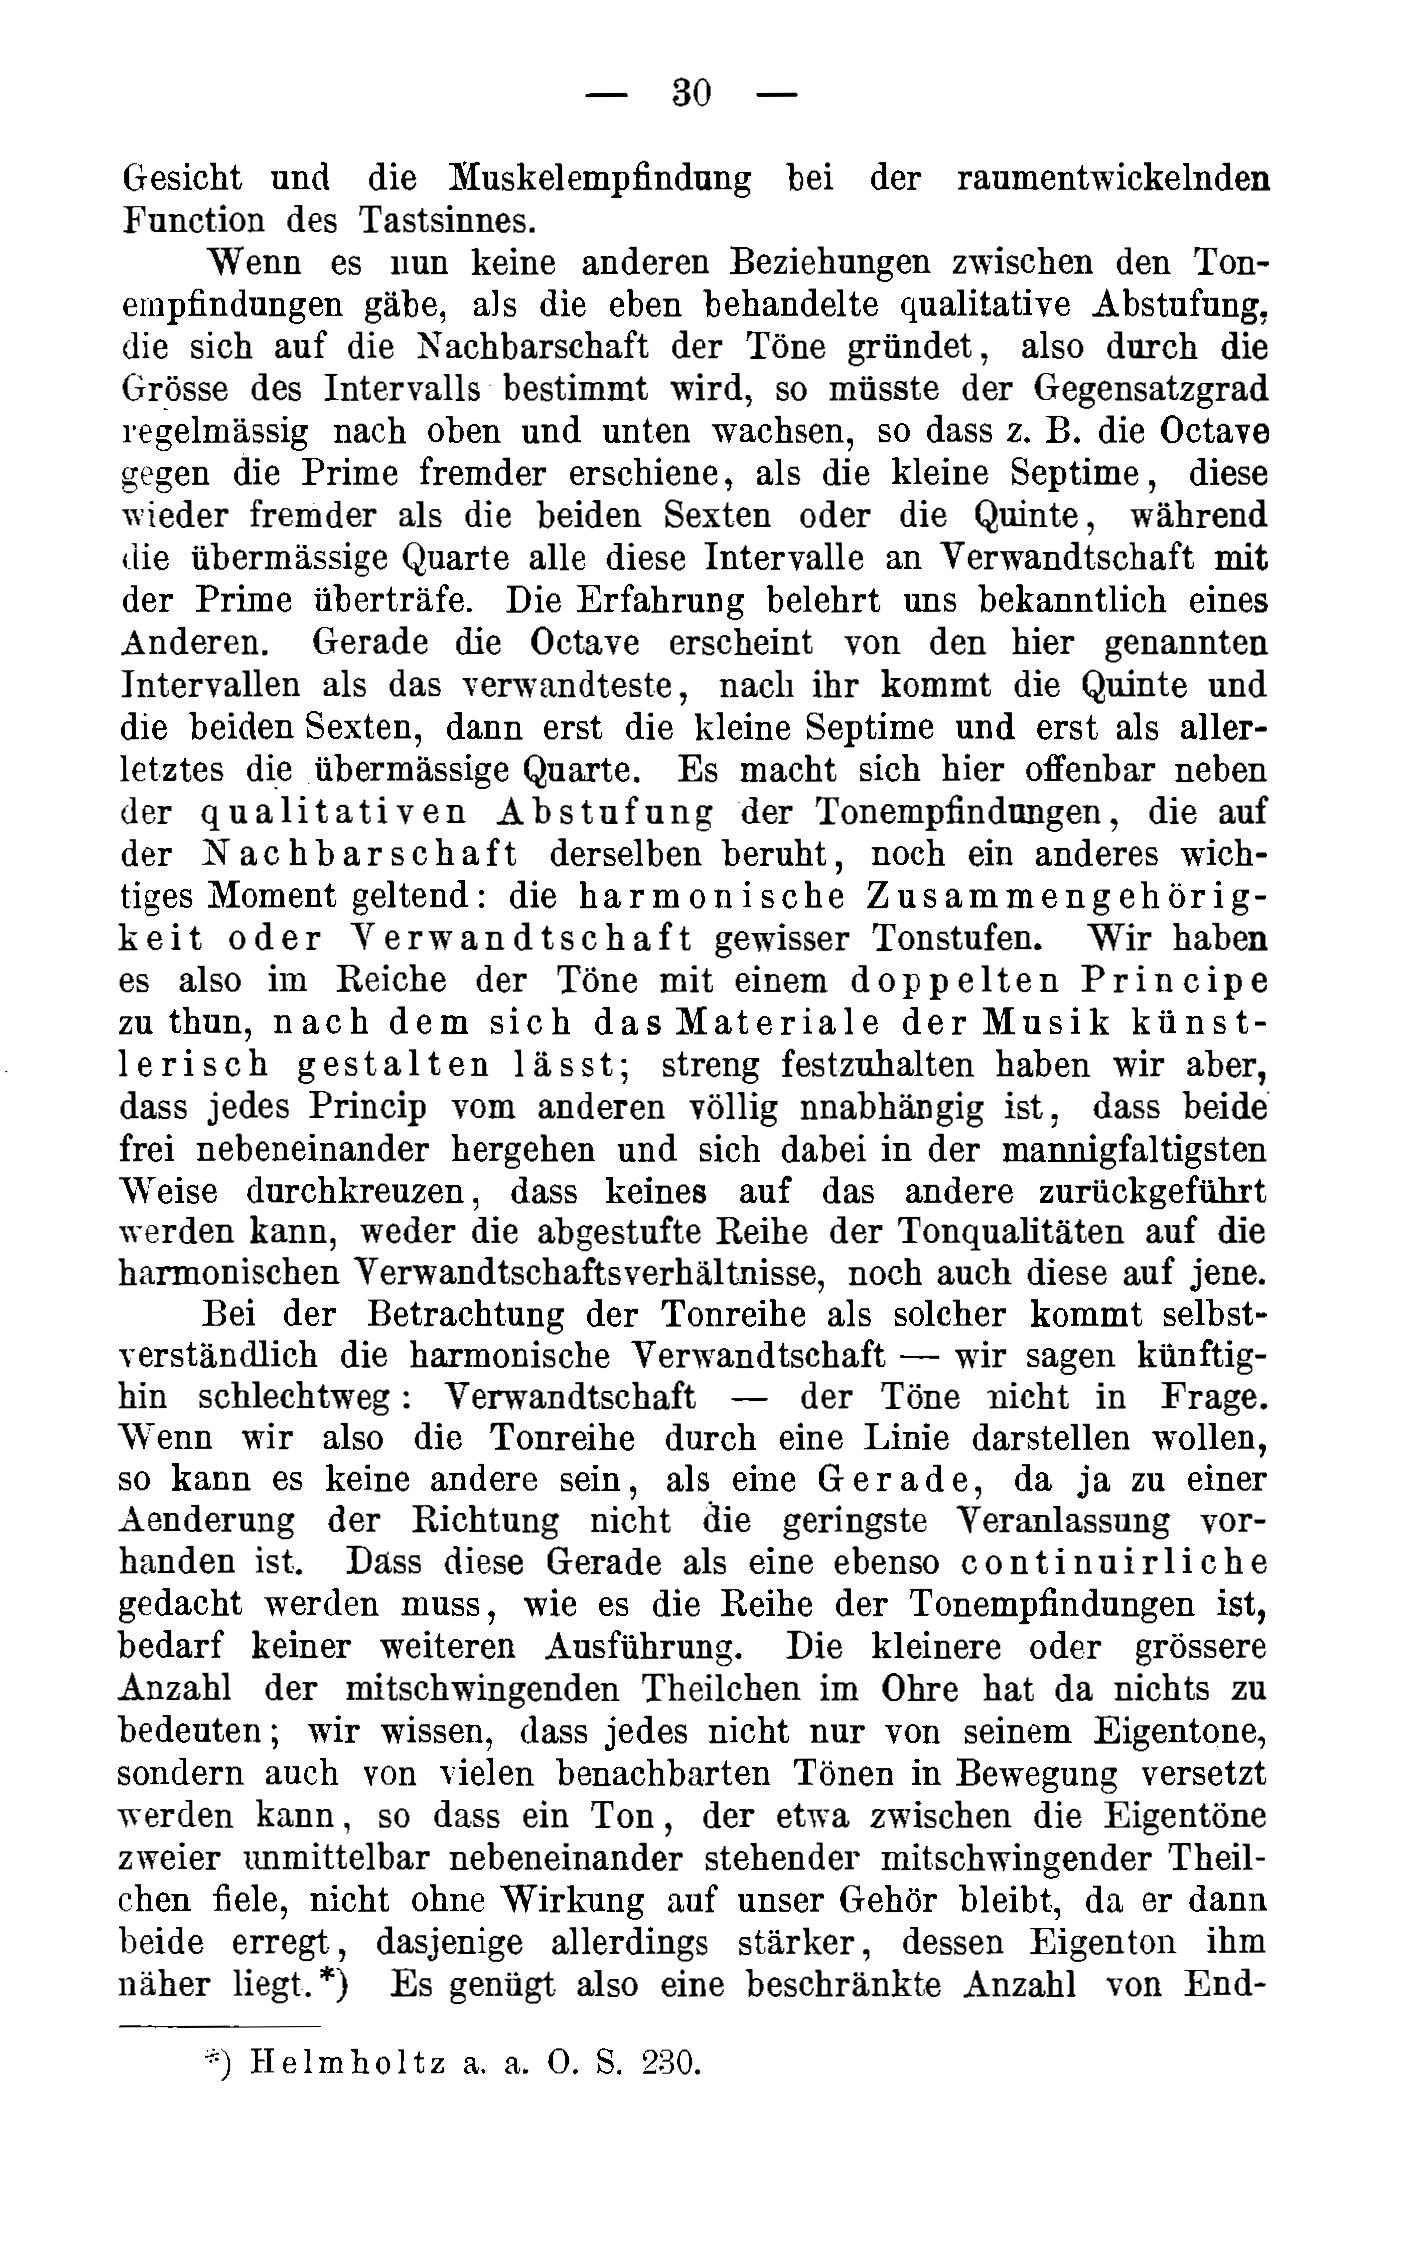 — 30 —
Gesicht und die Muskelempfindung bei der raumentwickelnden
Function des Tastsinnes.
Wenn es nun keine anderen Beziehungen zwischen den Ton-
empfindungen gäbe, als die eben behandelte qualitative Abstufung,
die sich auf die Nachbarschaft der Töne gründet, also durch die
Grösse des Intervalls bestimmt wird, so müsste der Gegensatzgrad
regelmässig nach oben und unten wachsen, so dass z. B. die Octave
gegen die Prime fremder erschiene, als die kleine Septime, diese
wieder fremder als die beiden Sexten oder die Quinte, während
die übermässige Quarte alle diese Intervalle an Verwandtschaft mit
der Prime überträfe. Die Erfahrung belehrt uns bekanntlich eines
Anderen. Gerade die Octave erscheint von den hier genannten
Intervallen als das verwandteste, nach ihr kommt die Quinte und
die beiden Sexten, dann erst die kleine Septime und erst als aller-
letztes die übermässige Quarte. Es macht sich hier offenbar neben
der qualitativen Abstufung der Tonempfindungen, die auf
der Nachbarschaft derselben beruht, noch ein anderes wich-
tiges Moment geltend: die harmonische Zusammengehörig-
keit oder Verwandtschaft gewisser Tonstufen. Wir haben
es also im Reiche der Töne mit einem doppelten Principe
zu thun, nach dem sich das Materiale der Musik künst-
lerisch gestalten lässt; streng festzuhalten haben wir aber,
dass jedes Princip vom anderen völlig nnabhängig ist, dass beide
frei nebeneinander hergehen und sich dabei in der mannigfaltigsten
Weise durchkreuzen, dass keines auf das andere zurückgeführt
werden kann, weder die abgestufte Reihe der Tonqualitäten auf die
harmonischen Verwandtschaftsverhältnisse, noch auch diese auf jene.
Bei der Betrachtung der Tonreihe als solcher kommt selbst-
verständlich die harmonische Verwandtschaft — wir sagen künftig-
hin schlechtweg: Verwandtschaft — der Töne nicht in Frage.
Wenn wir also die Tonreihe durch eine Linie darstellen wollen,
so kann es keine andere sein, als eine Gerade, da ja zu einer
Aenderung der Richtung nicht die geringste Veranlassung vor-
handen ist. Dass diese Gerade als eine ebenso continuirliche
gedacht werden muss, wie es die Reihe der Tonempfindungen ist,
bedarf keiner weiteren Ausführung. Die kleinere oder grössere
Anzahl der mitschwingenden Theilchen im Ohre hat da nichts zu
bedeuten; wir wissen, dass jedes nicht nur von seinem Eigentone,
sondern auch von vielen benachbarten Tönen in Bewegung versetzt
werden kann, so dass ein Ton, der etwa zwischen die Eigentöne
zweier unmittelbar nebeneinander stehender mitschwingender Theil-
chen fiele, nicht ohne Wirkung auf unser Gehör bleibt, da er dann
beide erregt, dasjenige allerdings stärker, dessen Eigenton ihm
näher liegt.*) Es genügt also eine beschränkte Anzahl von End-
*) Helmholtz a. a. O. S. 230.